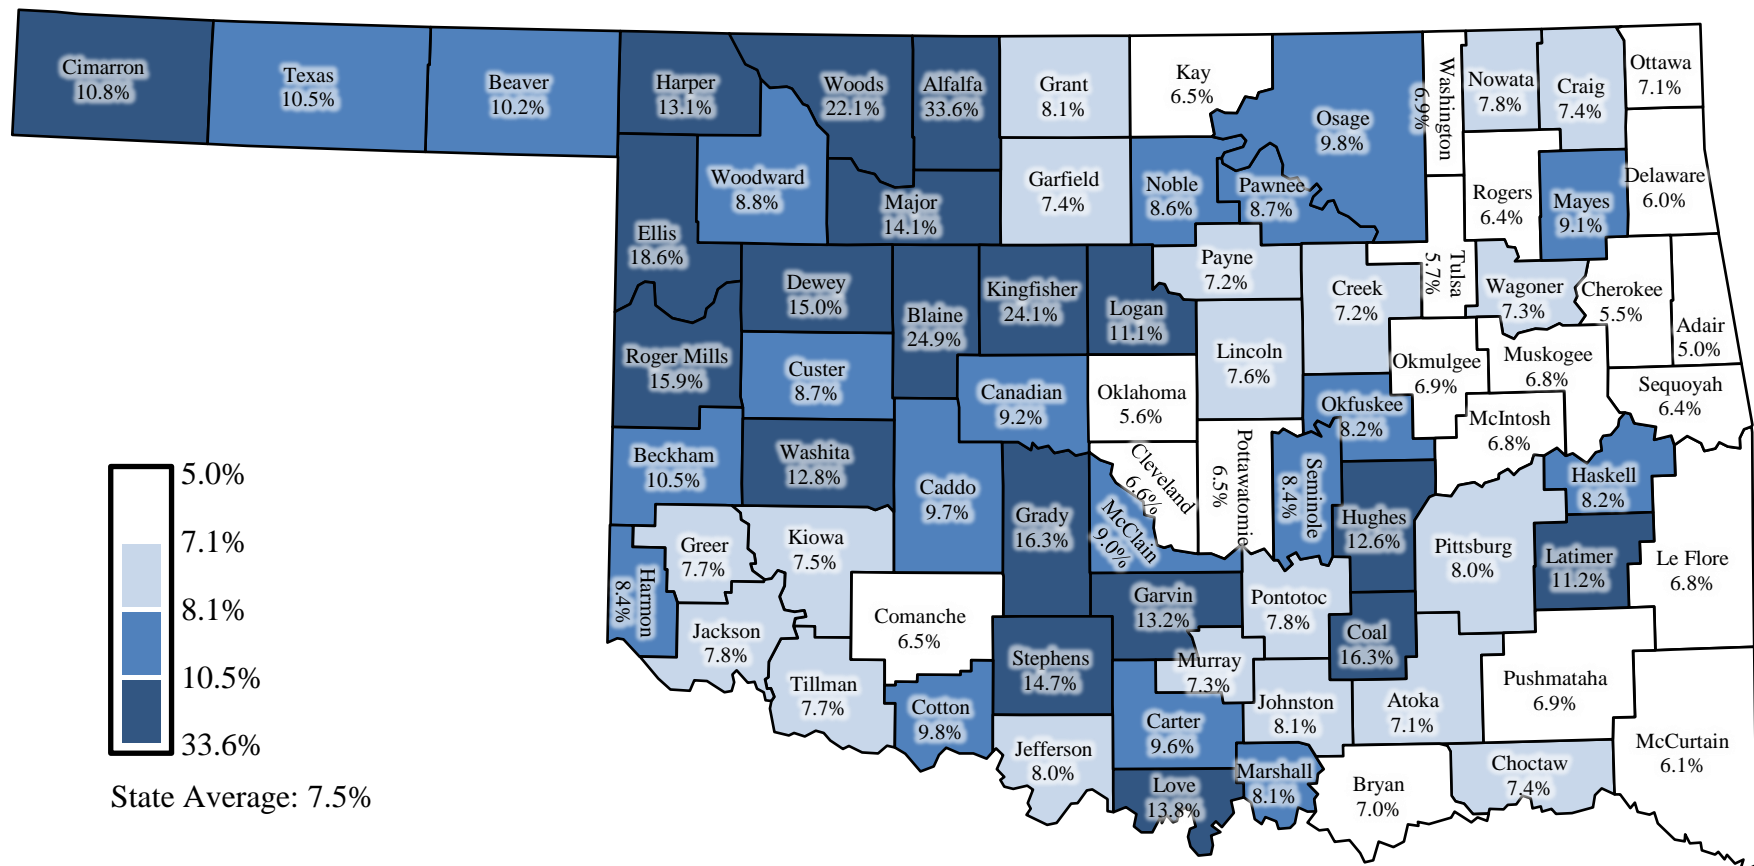 Cimarron
10.8%
Texas
10.5%
Beaver
10.2%
Harper
13.1%
Woods
22.1%
Alfalfa
33.6%
Grant
8.1%
Kay
6.5%
Osage
9.8%
Washington
6.9%
Nowata
7.8%
Craig
7.4%
Ottawa
7.1%
Woodward
8.8%
Major
14.1%
Garfield
7.4%
Noble
8.6%
Pawnee
8.7%
Rogers
6.4%
Mayes
9.1%
Delaware
6.0%
Ellis
18.6%
Dewey
15.0%
Blaine
24.9%
Kingfisher
24.1%
Logan
11.1%
Payne
7.2%
Creek
7.2%
Tulsa
5.7%
Wagoner
7.3%
Cherokee
5.5%
Adair
5.0%
Roger Mills
15.9%
Custer
8.7%
Canadian
9.2%
Oklahoma
5.6%
Lincoln
7.6%
Okmulgee
6.9%
Muskogee
6.8%
Sequoyah
6.4%
Okfuskee
8.2%
McIntosh
6.8%
Beckham
10.5%
Washita
12.8%
Caddo
9.7%
Grady
16.3%
Cleveland
6.6%
McClain
9.0%
Pottawatomie
6.5%
Seminole
8.4%
Hughes
12.6%
Haskell
8.2%
Pittsburg
8.0%
Latimer
11.2%
Le Flore
6.8%
Greer
7.7%
Kiowa
7.5%
Harmon
8.4%
Jackson
7.8%
Comanche
6.5%
Garvin
13.2%
Pontotoc
7.8%
Coal
16.3%
Stephens
14.7%
Murray
7.3%
Tillman
7.7%
Cotton
9.8%
Carter
9.6%
Johnston
8.1%
Atoka
7.1%
Pushmataha
6.9%
McCurtain
6.1%
Jefferson
8.0%
Love
13.8%
Marshall
8.1%
Bryan
7.0%
Choctaw
7.4%
5.0%
7.1%
8.1%
10.5%
33.6%
State Average: 7.5%